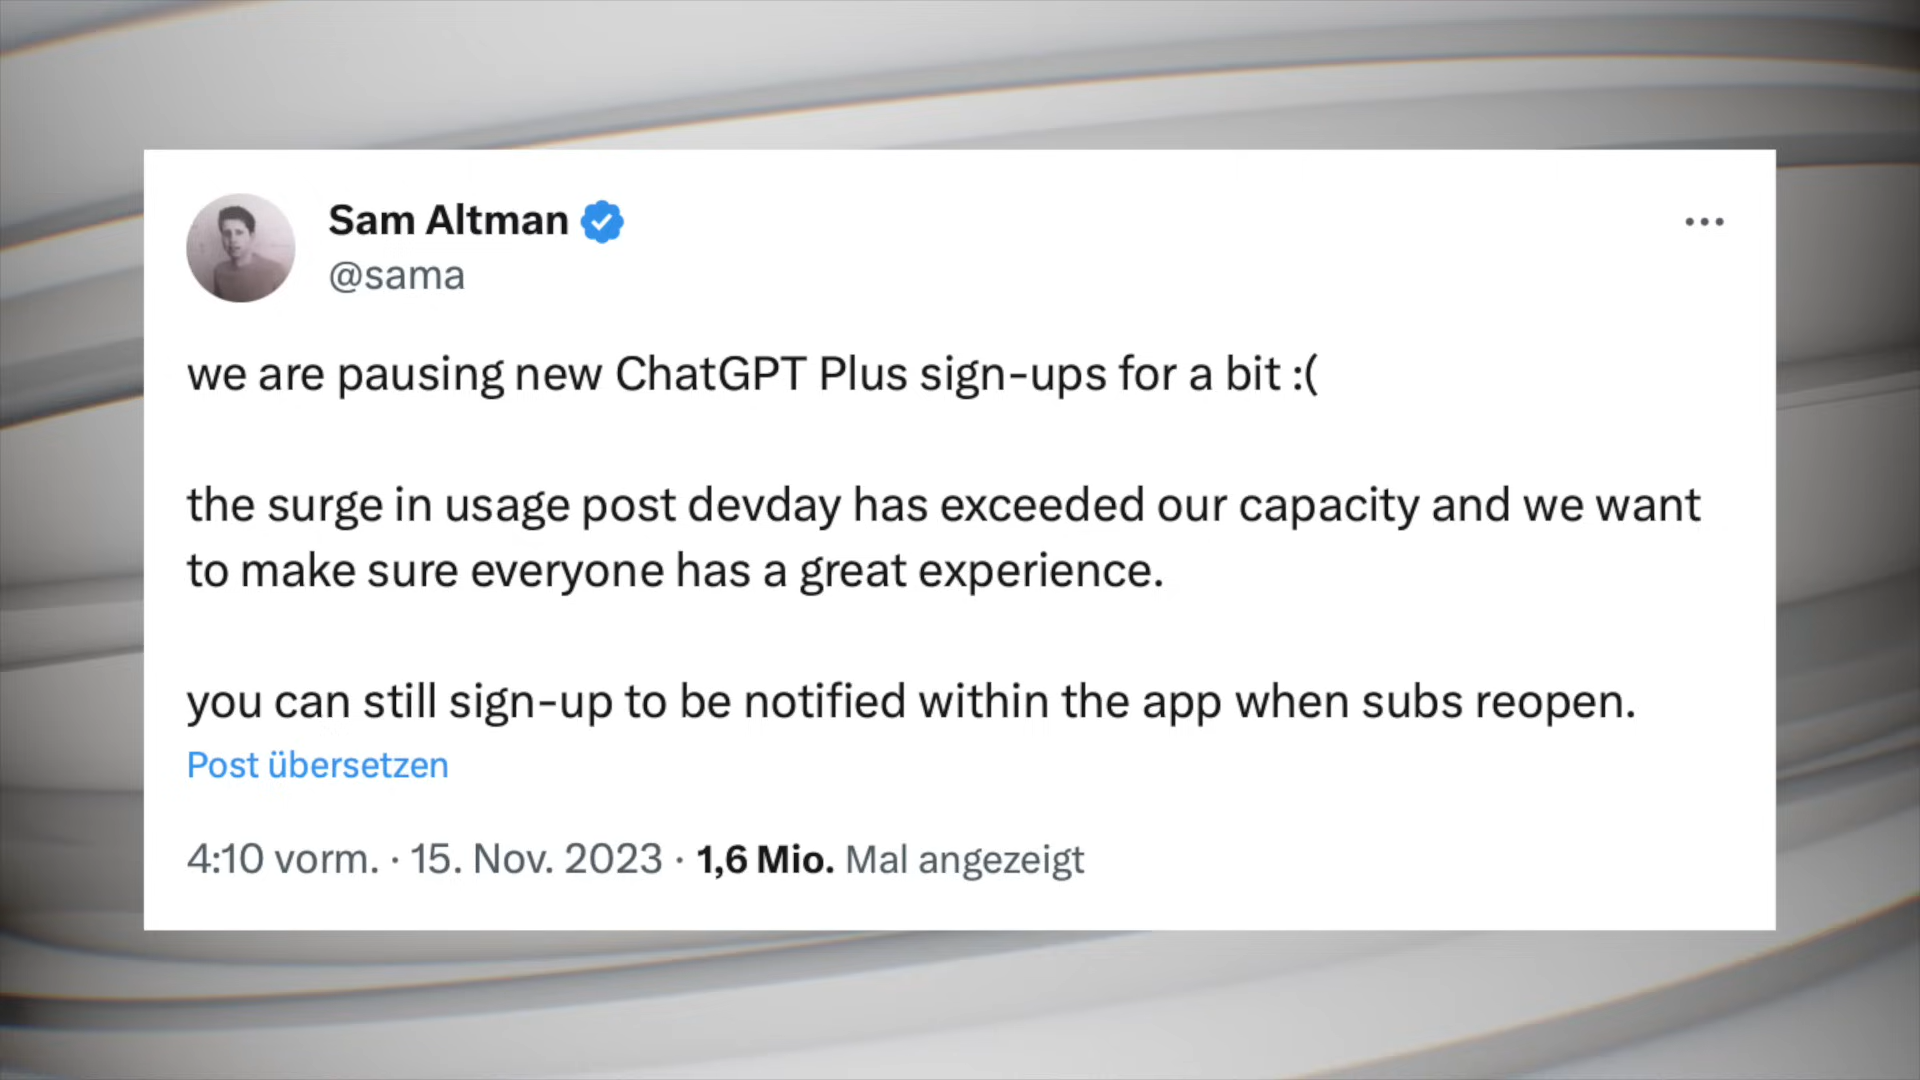 Sam Altman
@sama
we are pausing new ChatGPT Plus sign-ups for a bit :(
the surge in usage post devday has exceeded our capacity and we want
to make sure everyone has a great experience.
you can still sign-up to be notified within the app when subs reopen.
Post übersetzen
4:10 vorm. · 15. Nov. 2023 · 1,6 Mio. Mal angezeigt